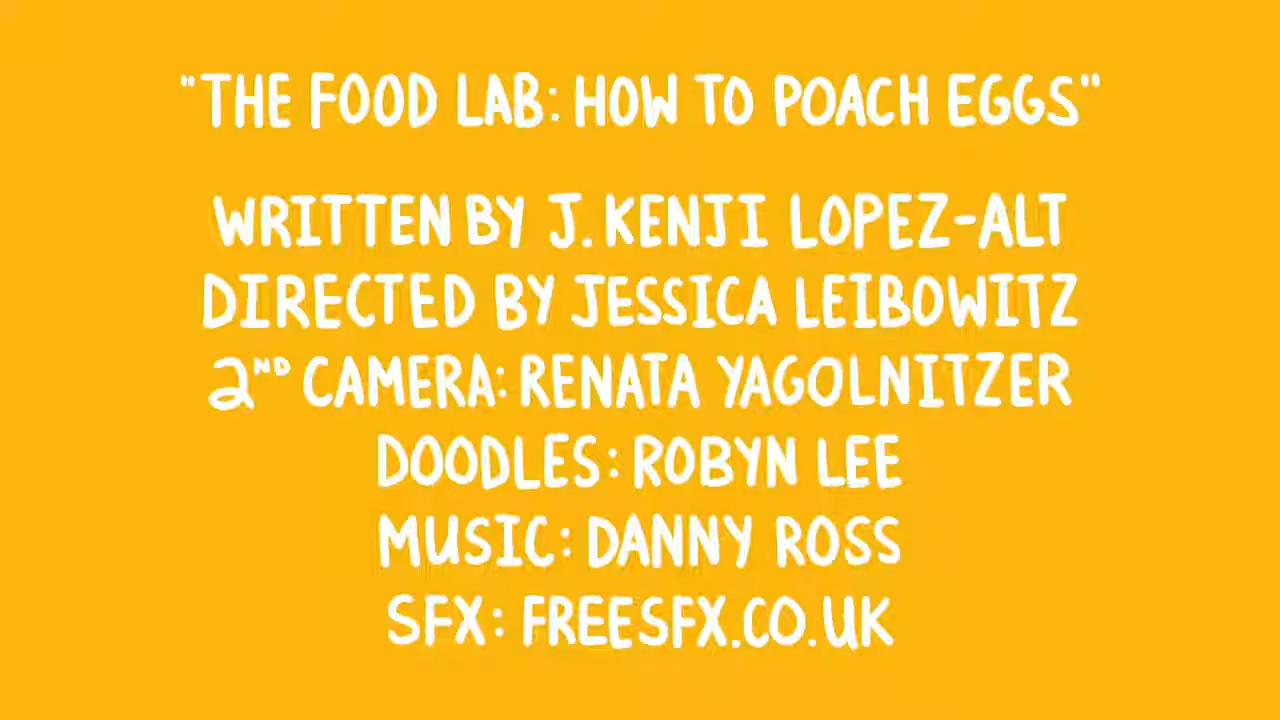 "THE FOOD LAB: HOW TO POACH EGGS"
WRITTEN BY J. KENJI LOPEZ-ALT
DIRECTED BY JESSICA LEIBOWITZ
2ND CAMERA: RENATA YAGOLNITZER
DOODLES: ROBYN LEE
MUSIC: DANNY ROSS
SFX: FREESFX.CO.UK